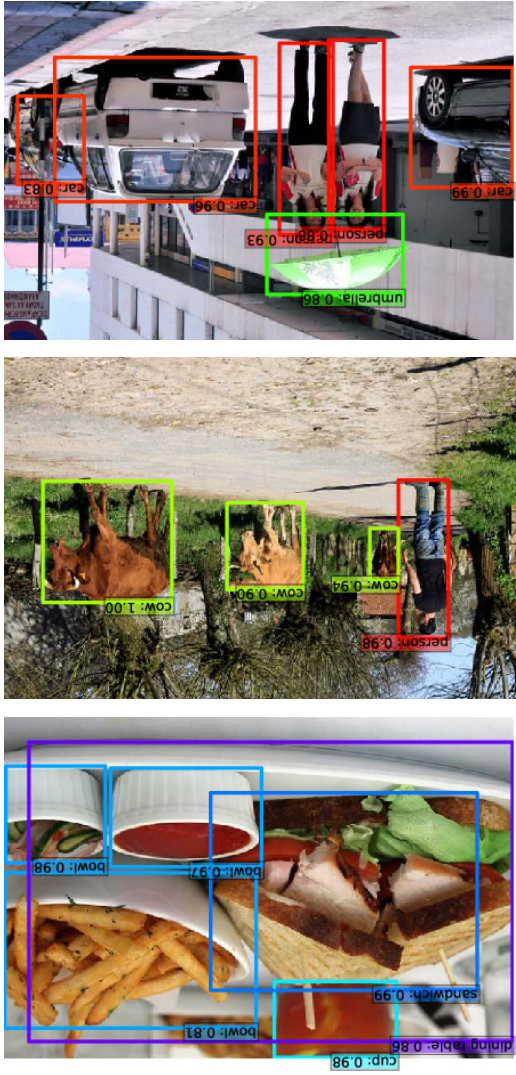 cup: 0.98
dining table: 0.86
bowl: 0.81
sandwich: 0.99
bowl: 0.97
bowl: 0.98
person: 0.98
cow: 1.00
cow: 0.90
cow: 0.94
umbrella: 0.86
OLYMPUS
person: 0.93
person: 0.86
car: 0.96
car: 0.99
car: 0.83